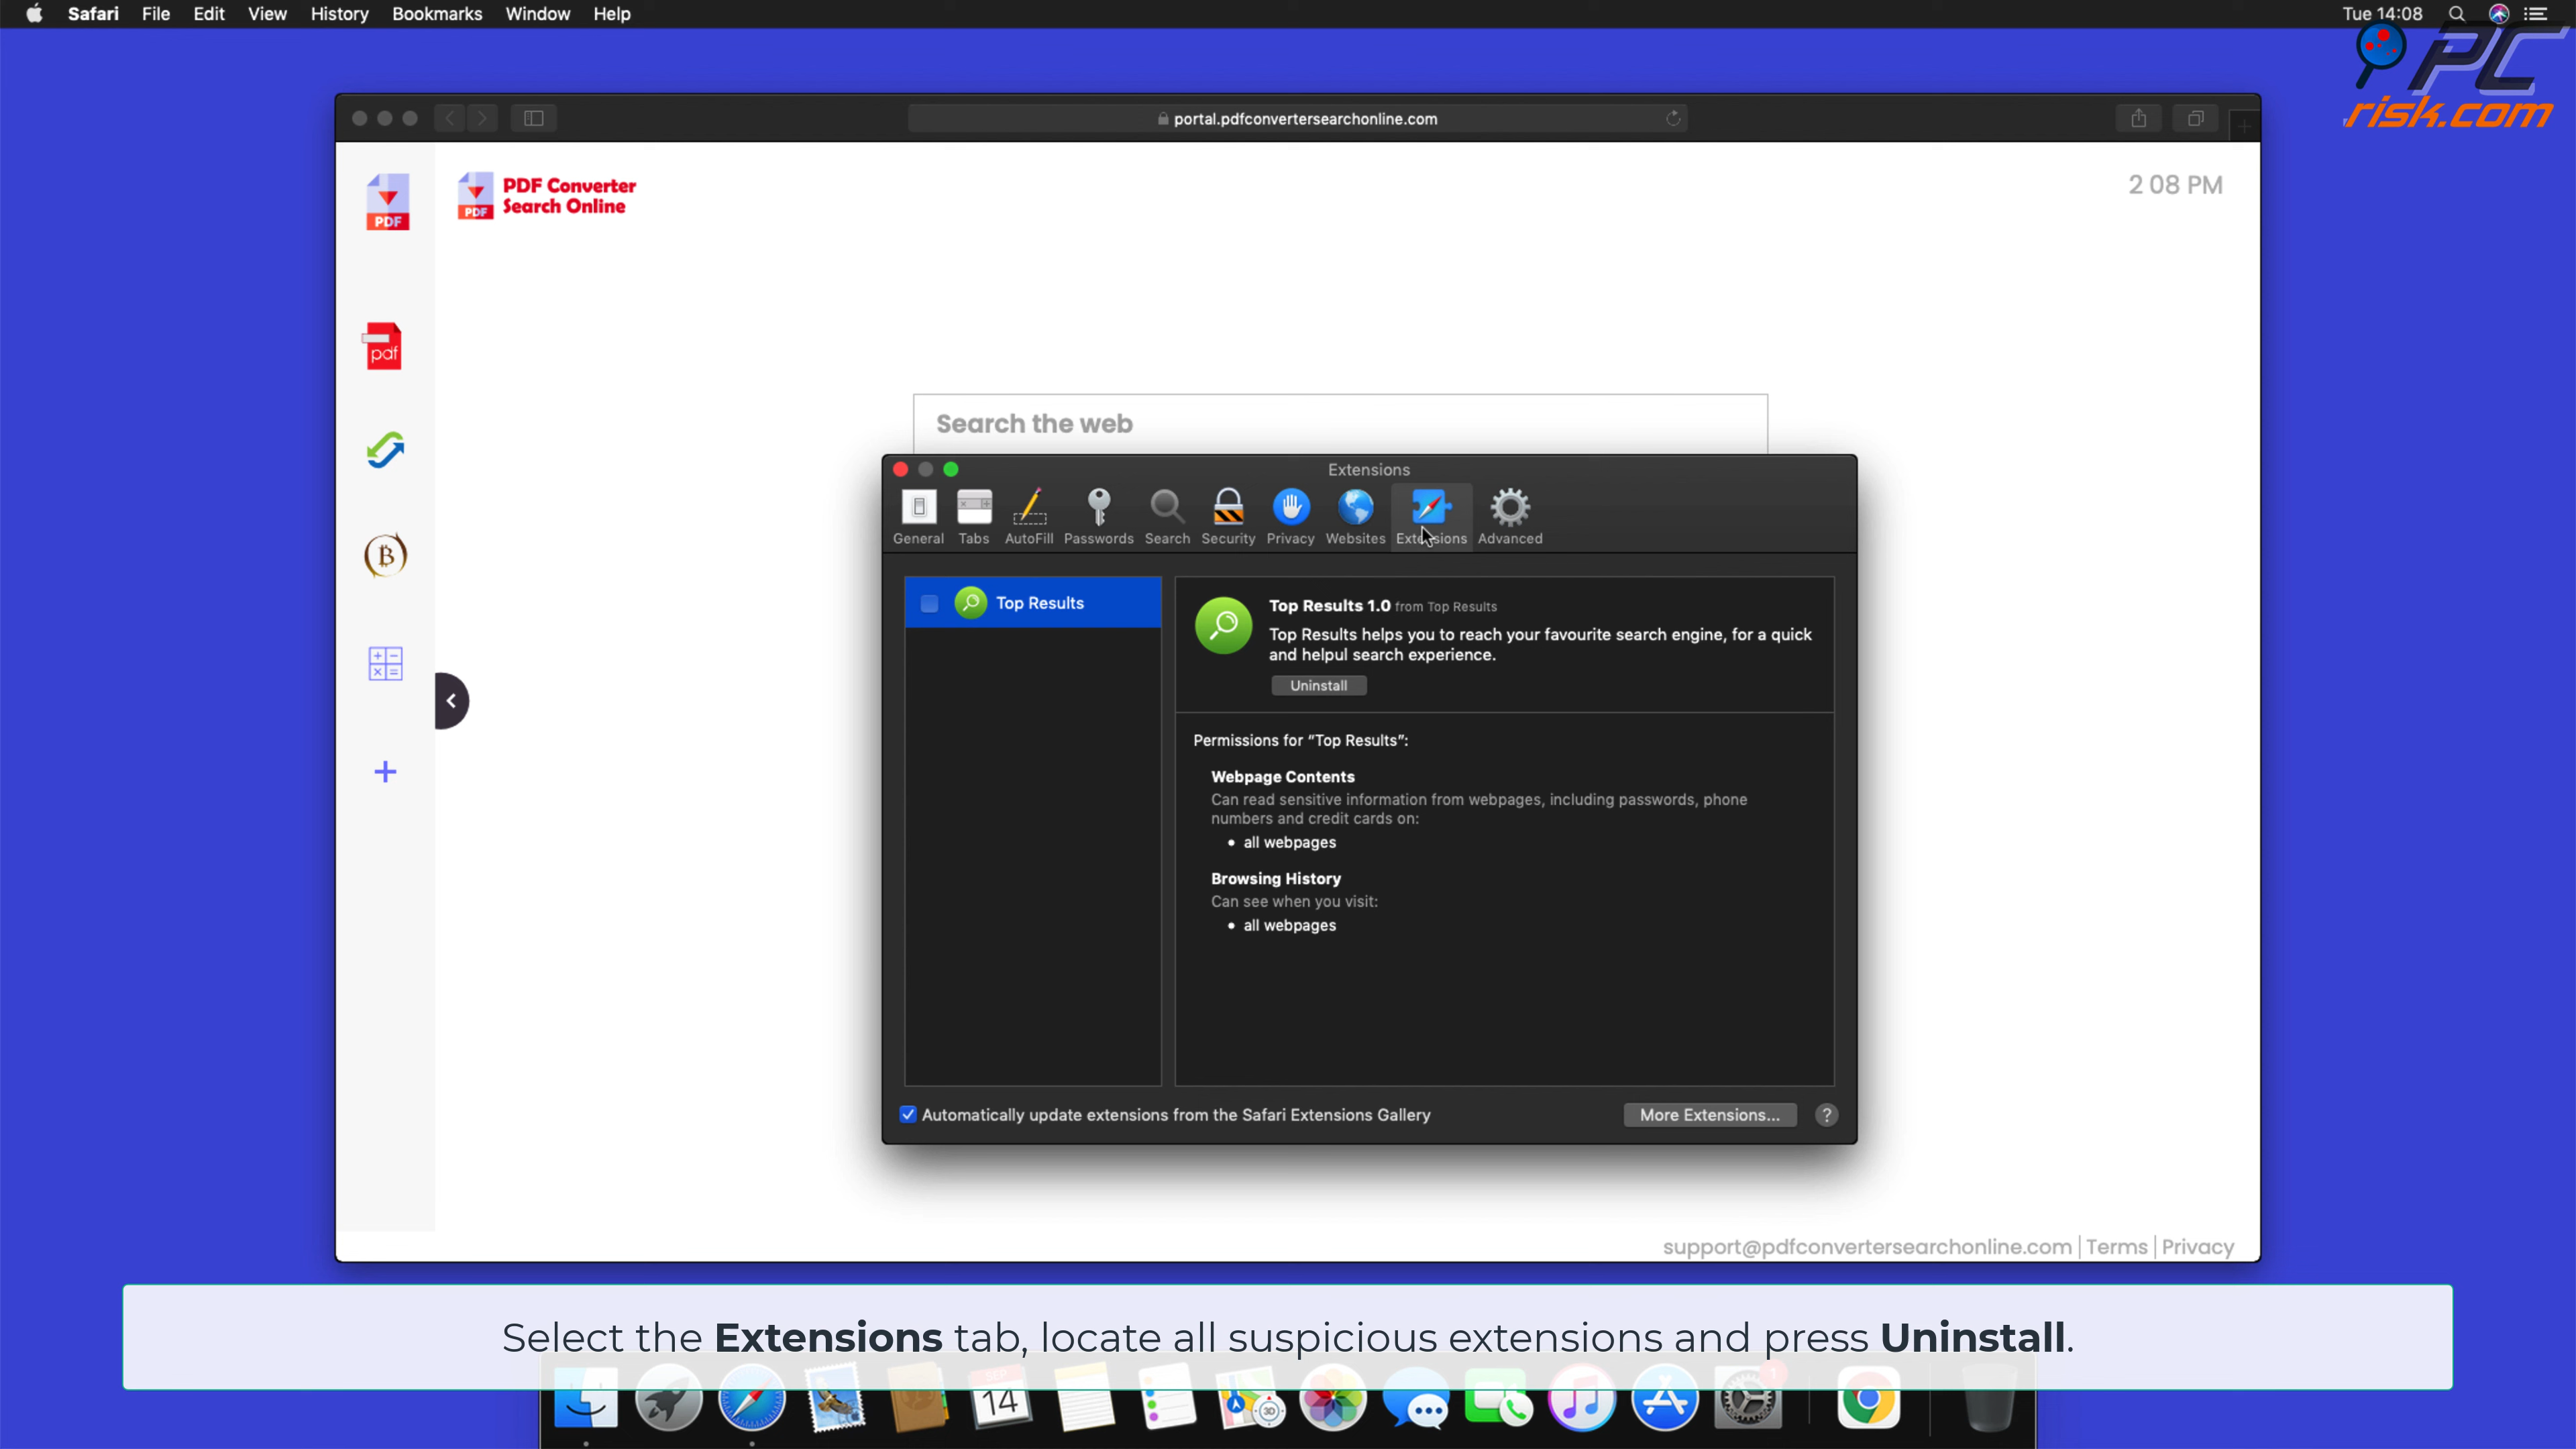 Safari File Edit View History Bookmarks Window Help Tue 14:08
PC
risk.com
portal.pdfconvertersearchonline.com
PDF
PDF
PDF Converter
Search Online
2 08 PM
pdf
Search the web
Extensions
General Tabs AutoFill Passwords Search Security Privacy Websites Extensions Advanced
Top Results
Top Results 1.0 from Top Results
Top Results helps you to reach your favourite search engine, for a quick
and helpul search experience.
Uninstall
Permissions for “Top Results”:
Webpage Contents
Can read sensitive information from webpages, including passwords, phone
numbers and credit cards on:
• all webpages
Browsing History
Can see when you visit:
• all webpages
Automatically update extensions from the Safari Extensions Gallery
More Extensions... ?
support@pdfconvertersearchonline.com | Terms | Privacy
Select the Extensions tab, locate all suspicious extensions and press Uninstall.
SEP
14
3D
1